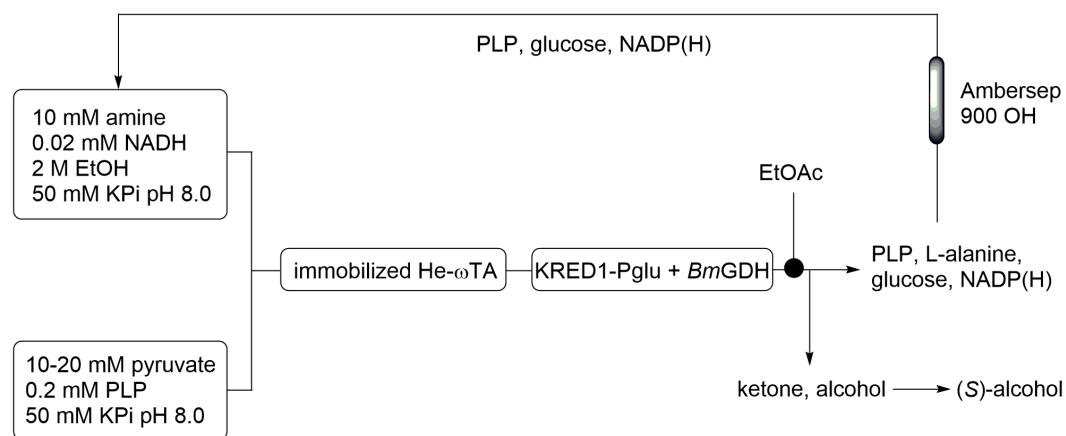 PLP, glucose, NADP(H)
Ambersep
900 OH
10 mM amine
0.02 mM NADH
2 M EtOH
50 mM KPi pH 8.0
EtOAc
immobilized He-ωTA
KRED1-Pglu + BmGDH
PLP, L-alanine,
glucose, NADP(H)
10-20 mM pyruvate
0.2 mM PLP
50 mM KPi pH 8.0
ketone, alcohol
(S)-alcohol